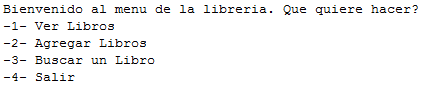 Bienvenido al menu de la libreria. Que quiere hacer?
-1- Ver Libros
-2- Agregar Libros
-3- Buscar un Libro
-4- Salir